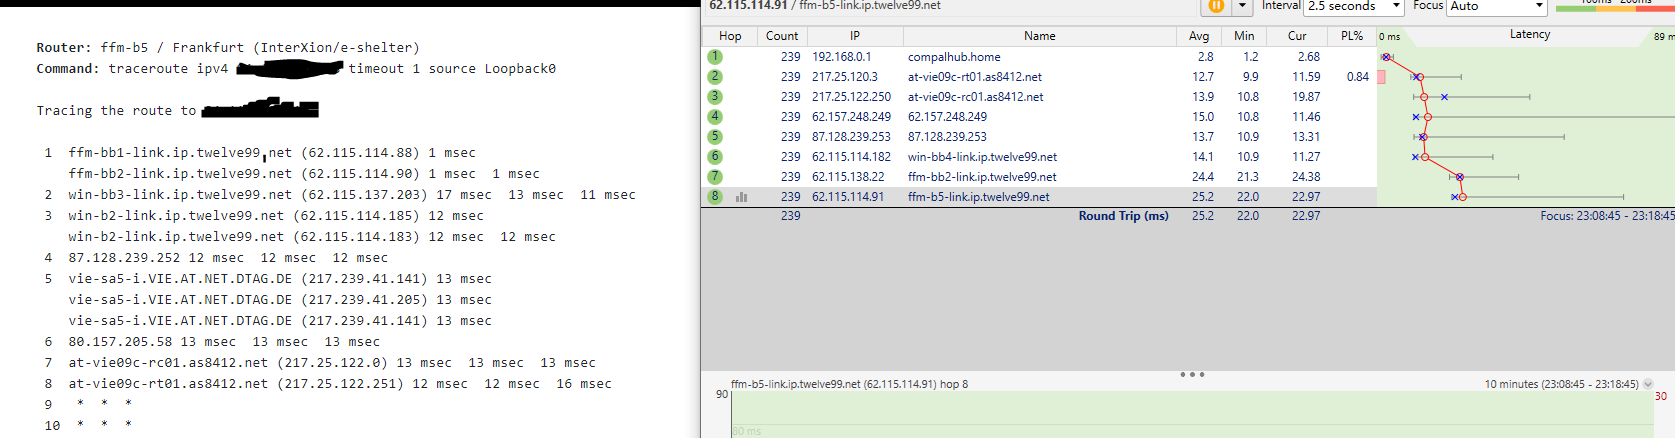 Router: ffm-b5 / Frankfurt (InterXion/e-shelter)
Command: traceroute ipv4 timeout 1 source Loopback0
Tracing the route to
1 ffm-bb1-link.ip.twelve99.net (62.115.114.88) 1 msec
ffm-bb2-link.ip.twelve99.net (62.115.114.90) 1 msec 1 msec
2 win-bb3-link.ip.twelve99.net (62.115.137.203) 17 msec 13 msec 11 msec
3 win-b2-link.ip.twelve99.net (62.115.114.185) 12 msec
win-b2-link.ip.twelve99.net (62.115.114.183) 12 msec 12 msec
4 87.128.239.252 12 msec 12 msec 12 msec
5 vie-sa5-i.VIE.AT.NET.DTAG.DE (217.239.41.141) 13 msec
vie-sa5-i.VIE.AT.NET.DTAG.DE (217.239.41.205) 13 msec
vie-sa5-i.VIE.AT.NET.DTAG.DE (217.239.41.141) 13 msec
6 80.157.205.58 13 msec 13 msec 13 msec
7 at-vie09c-rc01.as8412.net (217.25.122.0) 13 msec 13 msec 13 msec
8 at-vie09c-rt01.as8412.net (217.25.122.251) 12 msec 12 msec 16 msec
9 * * *
10 * * *
62.115.114.91 / ffm-b5-link.ip.twelve99.net Interval 2.5 seconds Focus Auto 100ms 200ms
Hop Count IP Name Avg Min Cur PL% 0 ms Latency 89 m
1 239 192.168.0.1 compalhub.home 2.8 1.2 2.68
2 239 217.25.120.3 at-vie09c-rt01.as8412.net 12.7 9.9 11.59 0.84
3 239 217.25.122.250 at-vie09c-rc01.as8412.net 13.9 10.8 19.87
4 239 62.157.248.249 62.157.248.249 15.0 10.8 11.46
5 239 87.128.239.253 87.128.239.253 13.7 10.9 13.31
6 239 62.115.114.182 win-bb4-link.ip.twelve99.net 14.1 10.9 11.27
7 239 62.115.138.22 ffm-bb2-link.ip.twelve99.net 24.4 21.3 24.38
8 239 62.115.114.91 ffm-b5-link.ip.twelve99.net 25.2 22.0 22.97
239 Round Trip (ms) 25.2 22.0 22.97 Focus: 23:08:45 - 23:18:45
ffm-b5-link.ip.twelve99.net (62.115.114.91) hop 8 10 minutes (23:08:45 - 23:18:45)
90 30
80 ms